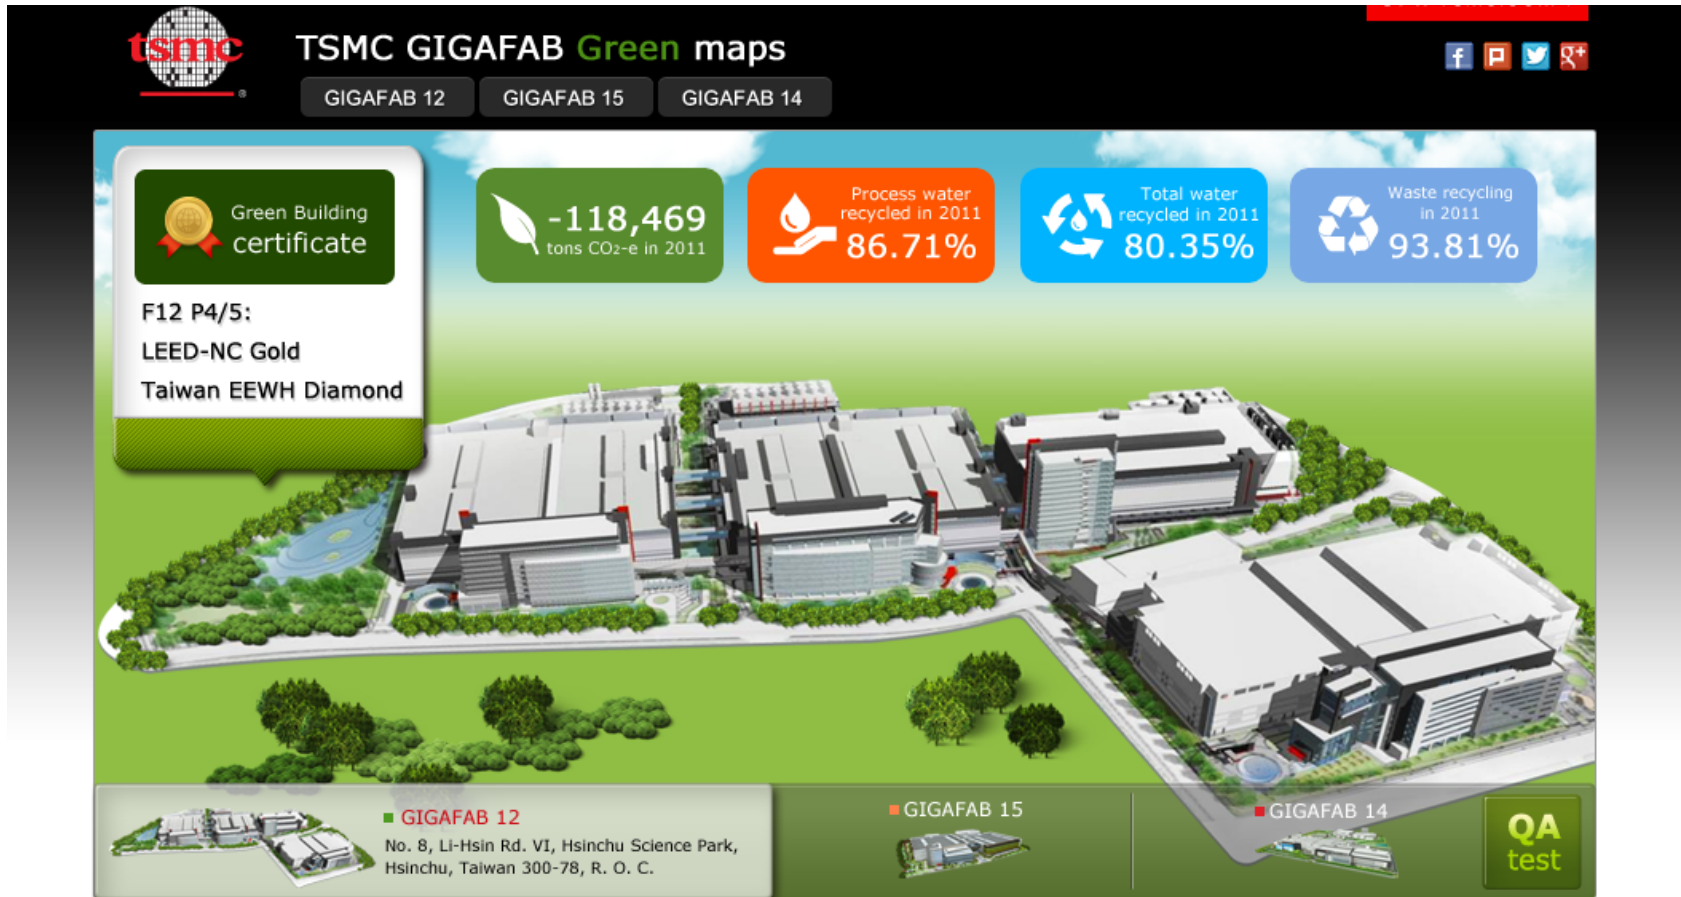 tsmc
®
TSMC GIGAFAB Green maps
GIGAFAB 12
GIGAFAB 15
GIGAFAB 14
Green Building
certificate
F12 P4/5:
LEED-NC Gold
Taiwan EEWH Diamond
-118,469
tons CO₂-e in 2011
Process water
recycled in 2011
86.71%
Total water
recycled in 2011
80.35%
Waste recycling
in 2011
93.81%
GIGAFAB 12
No. 8, Li-Hsin Rd. VI, Hsinchu Science Park,
Hsinchu, Taiwan 300-78, R. O. C.
GIGAFAB 15
GIGAFAB 14
QA
test